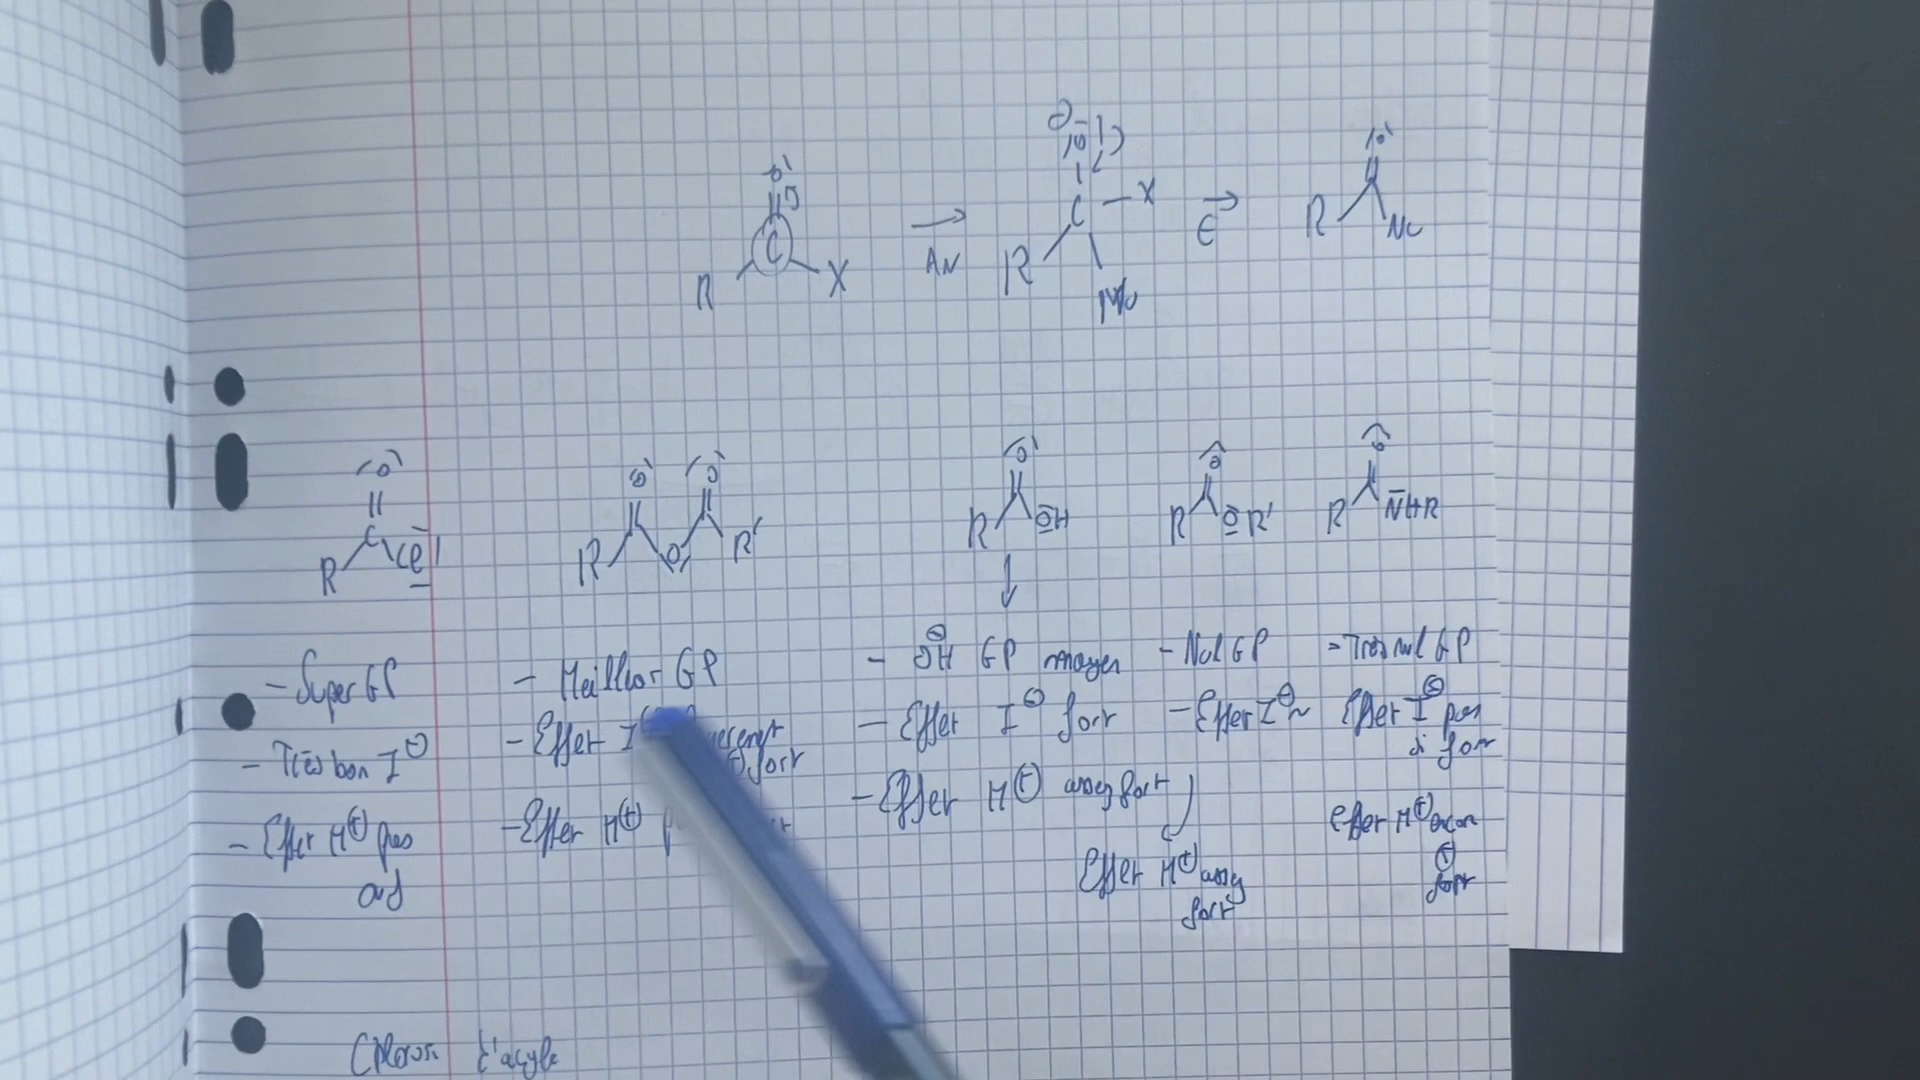 R C X
AN
R C X Nu
E
R Nu
R C Cl
R O R'
R OH
R OR'
R NHR
- Super GP
- Très bon I⊖
- Effet M⊕ pas
ouf
- Meilleur GP
- Effet I
fort
- Effet M⊕
- OH GP moyen
- Effet I⊖ fort
- Effet M⊕ assez fort
- Nul GP
- Effet I⊖ ~
Effet M⊕ assez
fort
- Très nul GP
Effet I⊖ pas
si fort
Effet M⊕
⊕
fort
Chlorure d'acyle